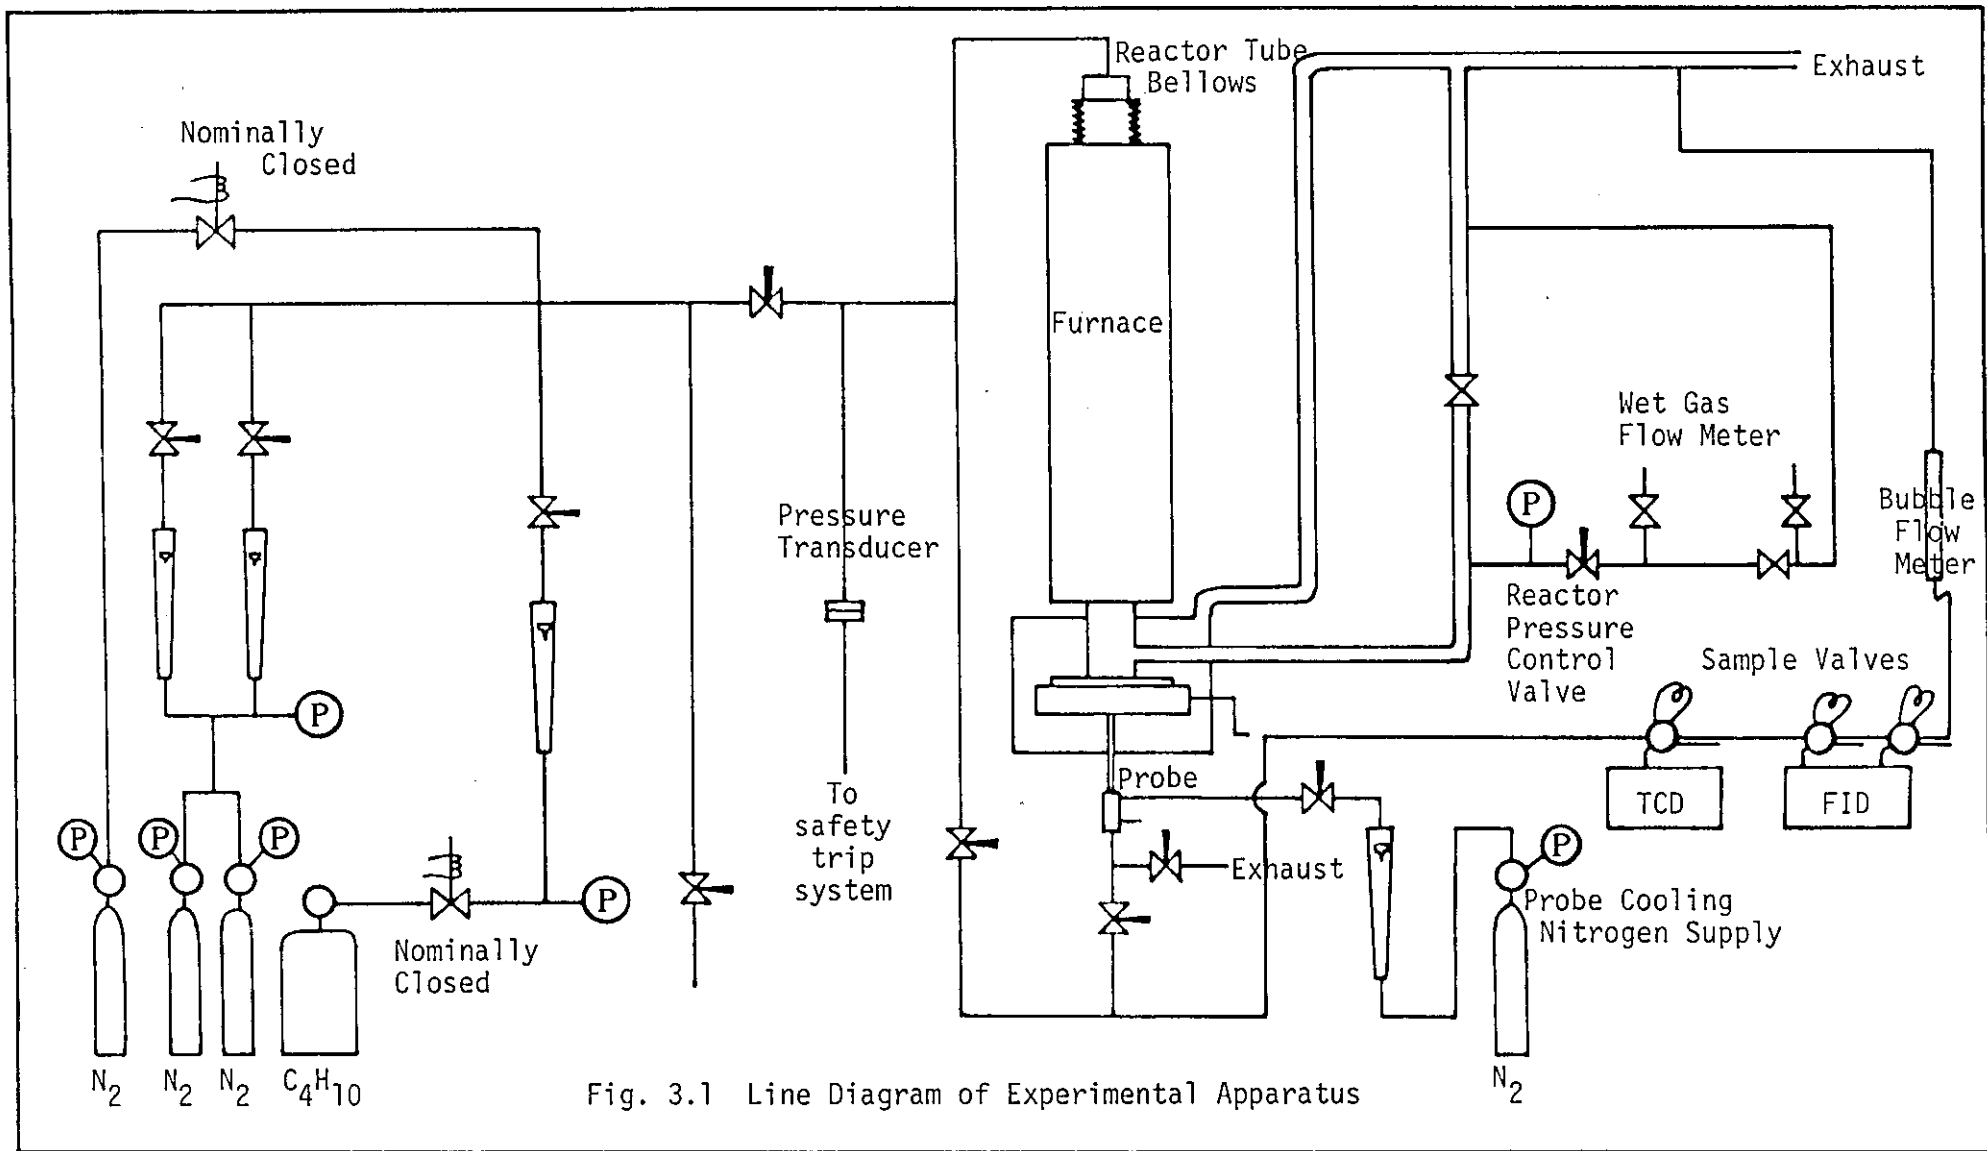 Reactor Tube
Bellows
Exhaust
Nominally
Closed
Furnace
Wet Gas
Flow Meter
P
Bubble
Flow
Meter
Pressure
Transducer
Reactor
Pressure
Control
Valve
Sample Valves
P
Probe
To
safety
trip
system
TCD
FID
P
P
P
P
Exhaust
P
Probe Cooling
Nitrogen Supply
Nominally
Closed
N2
N2
N2
C4H10
N2
Fig. 3.1 Line Diagram of Experimental Apparatus